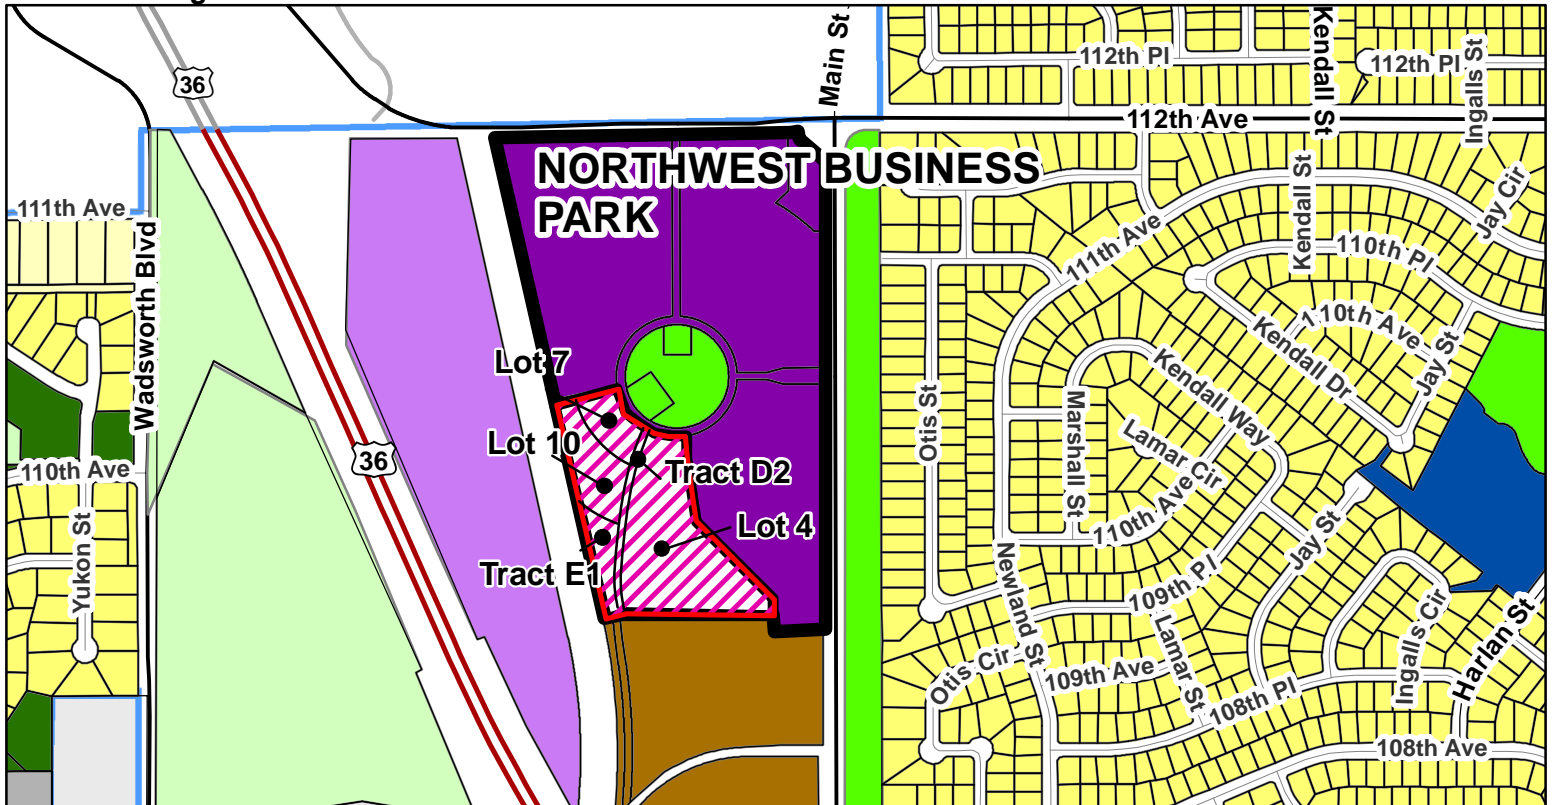 Main St
Kendall St
112th Pl
112th Pl
Ingalls St
36
112th Ave
NORTHWEST BUSINESS
PARK
111th Ave
Wadsworth Blvd
Kendall St
Jay Cir
111th Ave
110th Pl
110th Ave
Kendall Dr
Jay St
Lot 7
Kendall Way
Otis St
Marshall St
Lot 10
36
Lamar Cir
110th Ave
Tract D2
Yukon St
Lot 4
110th Ave
Jay St
Tract E1
Newland St
109th Pl
Ingalls Cir
Harlan St
Lamar St
Otis Cir
109th Ave
108th Pl
108th Ave